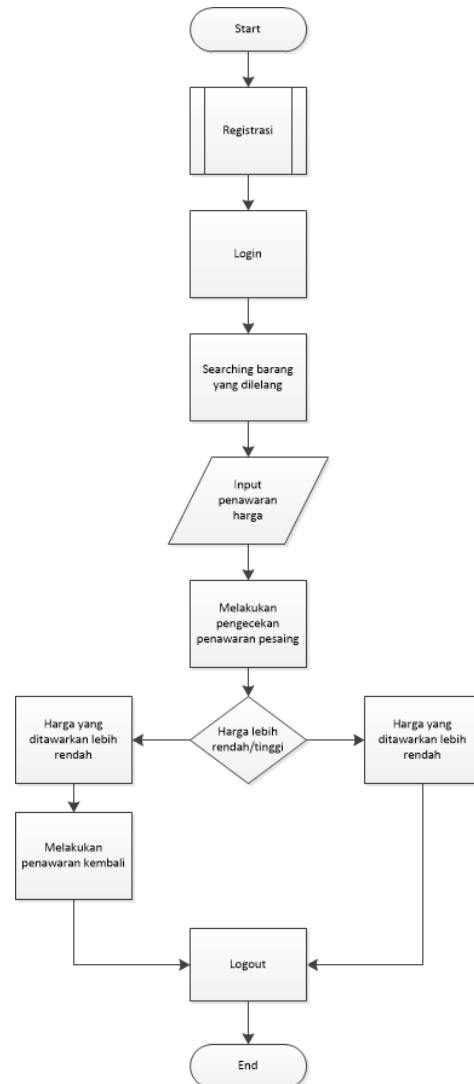 Start
Registrasi
Login
Searching barang
yang dilelang
Input
penawaran
harga
Melakukan
pengecekan
penawaran pesaing
Harga yang
ditawarkan lebih
rendah
Harga lebih
rendah/tinggi
Harga yang
ditawarkan lebih
rendah
Melakukan
penawaran kembali
Logout
End